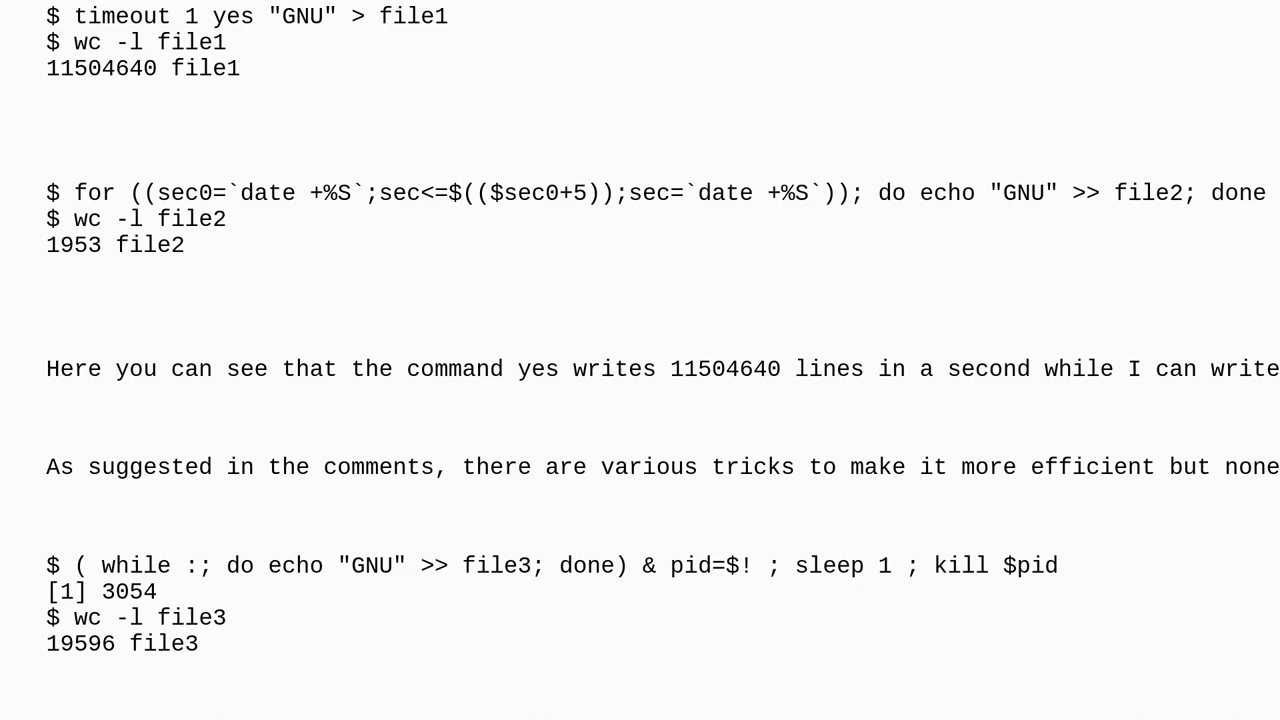 $ timeout 1 yes "GNU" > file1
$ wc -l file1
11504640 file1
$ for ((sec0=`date +%S`;sec<=$(($sec0+5));sec=`date +%S`)); do echo "GNU" >> file2; done
$ wc -l file2
1953 file2
Here you can see that the command yes writes 11504640 lines in a second while I can write
As suggested in the comments, there are various tricks to make it more efficient but none
$ ( while :; do echo "GNU" >> file3; done) & pid=$! ; sleep 1 ; kill $pid
[1] 3054
$ wc -l file3
19596 file3